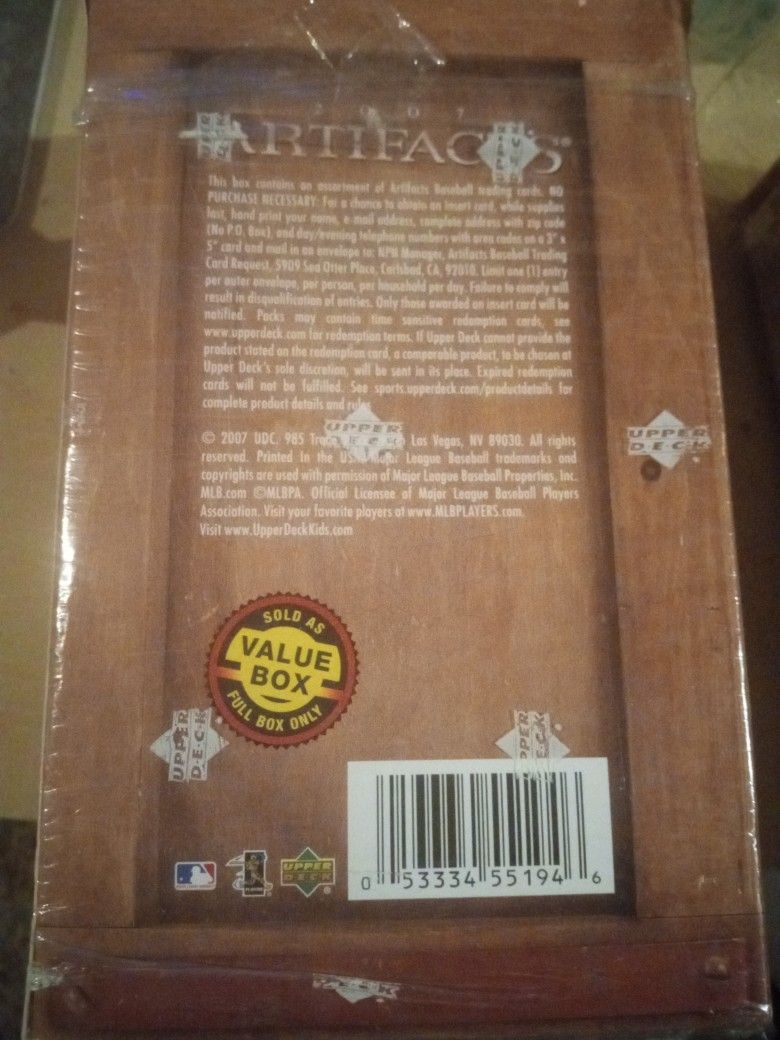 2007
ARTIFACTS®
This box contains an assortment of Artifacts Baseball trading cards. NO
PURCHASE NECESSARY: For a chance to obtain an insert card, while supplies
last, hand print your name, e-mail address, complete address with zip code
(No P.O. Box), and day/evening telephone numbers with area codes on a 3" x
5" card and mail in an envelope to: NPN Manager, Artifacts Baseball Trading
Card Request, 5909 Sea Otter Place, Carlsbad, CA, 92010. Limit one (1) entry
per outer envelope, per person, per household per day. Failure to comply will
result in disqualification of entries. Only those awarded an insert card will be
notified. Packs may contain time sensitive redemption cards, see
www.upperdeck.com for redemption terms. If Upper Deck cannot provide the
product stated on the redemption card, a comparable product, to be chosen at
Upper Deck's sole discretion, will be sent in its place. Expired redemption
cards will not be fulfilled. See sports.upperdeck.com/productdetails for
complete product details and rules
UPPER
DECK
© 2007 UDC. 985 Las Vegas, NV 89030. All rights
reserved. Printed in the Major League Baseball trademarks and
copyrights are used with permission of Major League Baseball Properties, Inc.
MLB.com ©MLBPA. Official Licensee of Major League Baseball Players
Association. Visit your favorite players at www.MLBPLAYERS.com.
Visit www.UpperDeckKids.com
UPPER
D·E·C·K
SOLD AS
VALUE
BOX
FULL BOX ONLY
UPPER
D·E·C·K
UPPER
DECK
UPPER
DECK
0 53334 55194 6